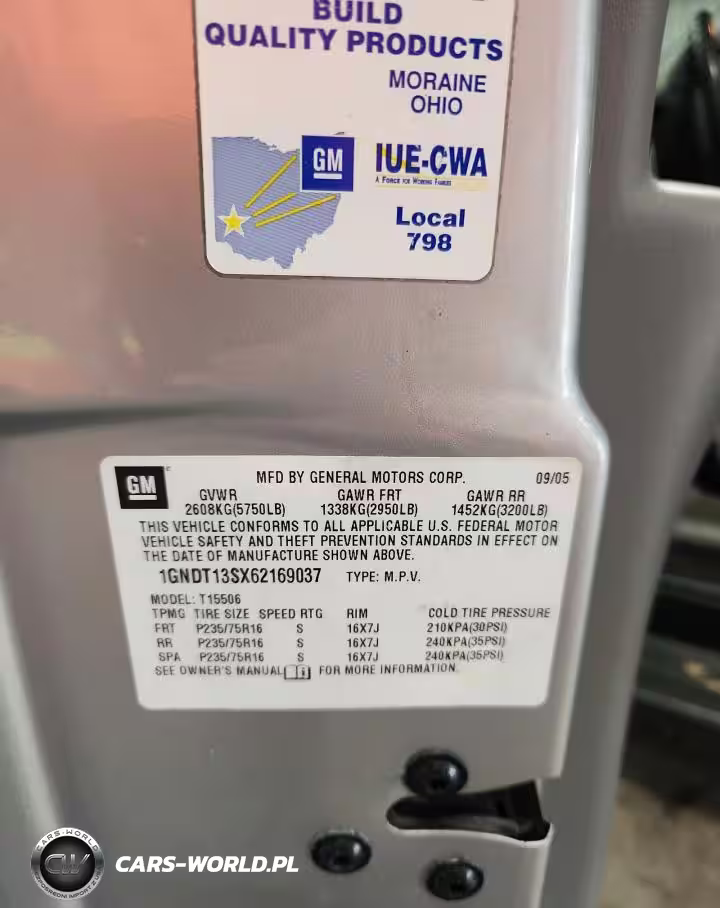 BUILD
QUALITY PRODUCTS
MORAINE
OHIO
GM
IUE-CWA
A Force for Working Families
Local
798
GM
MFD BY GENERAL MOTORS CORP. 09/05
GVWR GAWR FRT GAWR RR
2608KG(5750LB) 1338KG(2950LB) 1452KG(3200LB)
THIS VEHICLE CONFORMS TO ALL APPLICABLE U.S. FEDERAL MOTOR
VEHICLE SAFETY AND THEFT PREVENTION STANDARDS IN EFFECT ON
THE DATE OF MANUFACTURE SHOWN ABOVE.
1GNDT13SX62169037 TYPE: M.P.V.
MODEL: T15506
TPMG TIRE SIZE SPEED RTG RIM COLD TIRE PRESSURE
FRT P235/75R16 S 16X7J 210KPA(30PSI)
RR P235/75R16 S 16X7J 240KPA(35PSI)
SPA P235/75R16 S 16X7J 240KPA(35PSI)
SEE OWNER'S MANUAL FOR MORE INFORMATION.
CARS-WORLD
CW
CARS-WORLD.PL